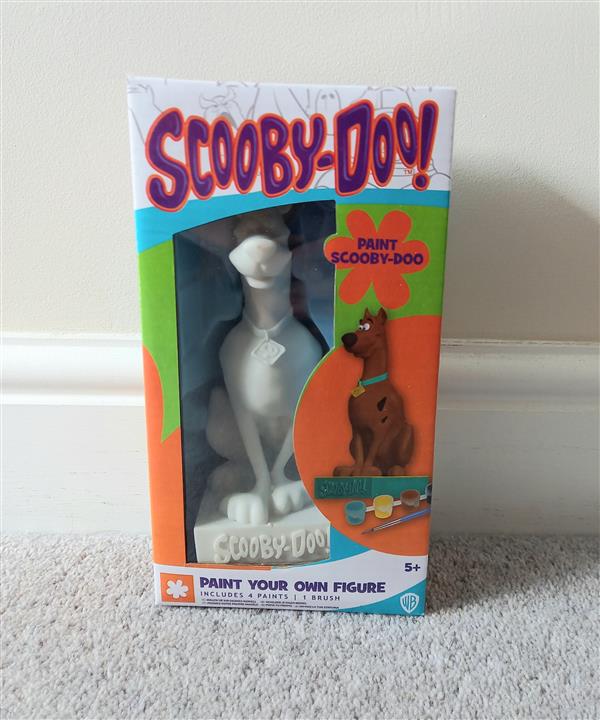 SCOOBY-DOO!
TM
PAINT
SCOOBY-DOO
SCOOBY-DOO!
5+
PAINT YOUR OWN FIGURE
INCLUDES 4 PAINTS | 1 BRUSH
WB